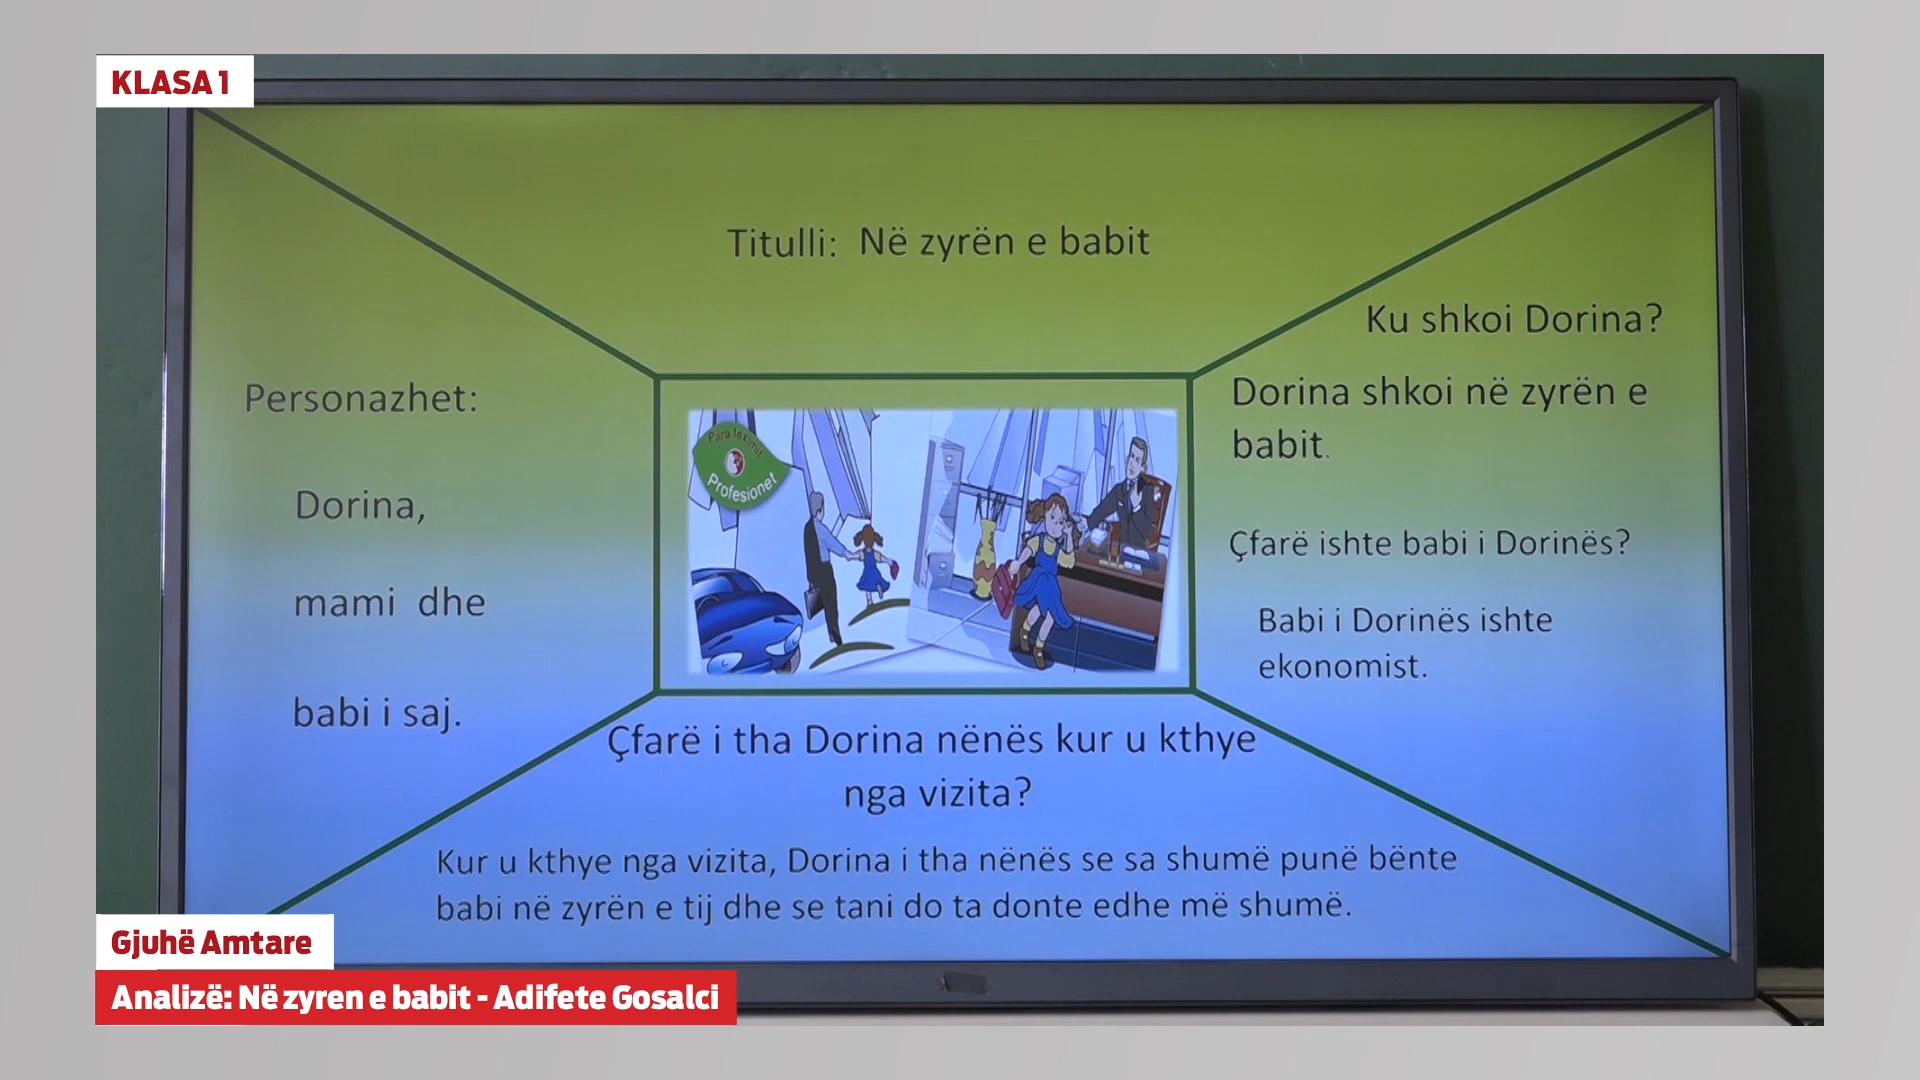 KLASA 1
Titulli: Në zyrën e babit
Personazhet:
Dorina,
mami dhe
babi i saj.
Para leximit
Profesionet
Ku shkoi Dorina?
Dorina shkoi në zyrën e
babit.
Çfarë ishte babi i Dorinës?
Babi i Dorinës ishte
ekonomist.
Çfarë i tha Dorina nënës kur u kthye
nga vizita?
Kur u kthye nga vizita, Dorina i tha nënës se sa shumë punë bënte
babi në zyrën e tij dhe se tani do ta donte edhe më shumë.
Gjuhë Amtare
Analizë: Në zyren e babit - Adifete Gosalci